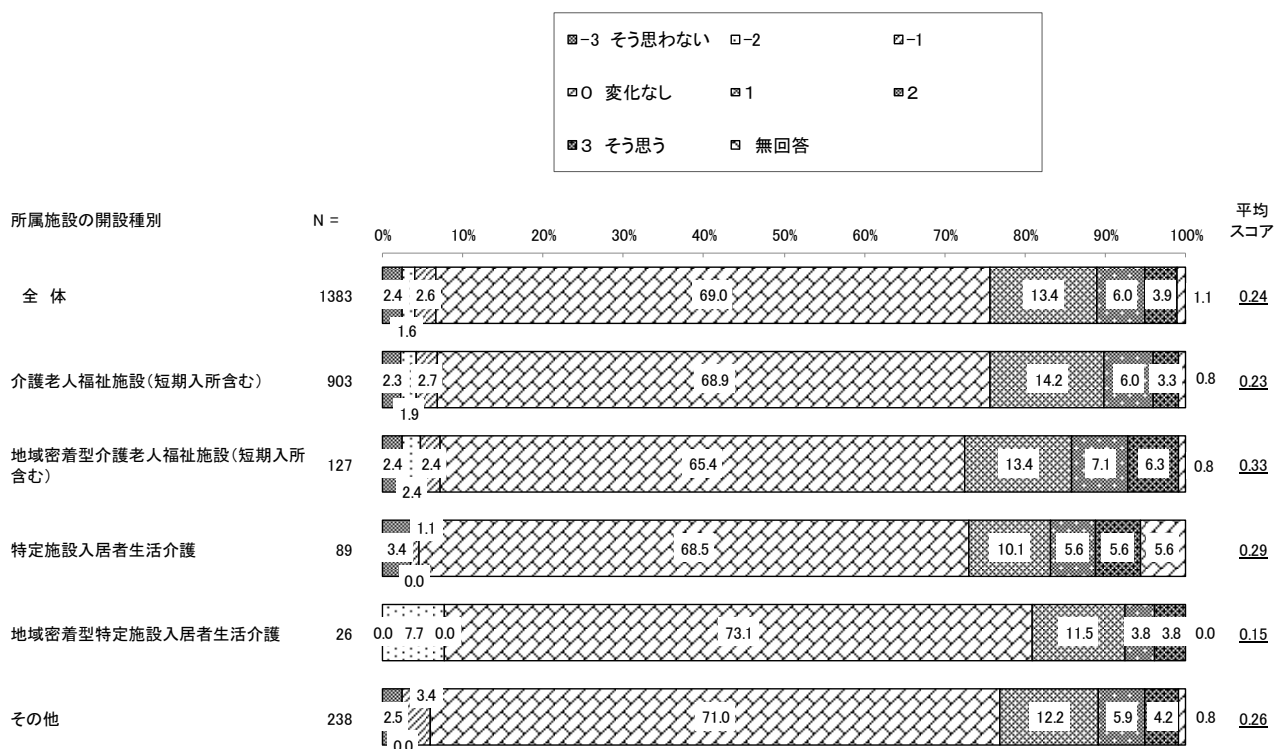 -3 そう思わない -2 -1
0 変化なし 1 2
3 そう思う 無回答
所属施設の開設種別 N =
0% 10% 20% 30% 40% 50% 60% 70% 80% 90% 100%
平均
スコア
全 体 1383 2.4 1.6 2.6 69.0 13.4 6.0 3.9 1.1 0.24
介護老人福祉施設(短期入所含む) 903 2.3 1.9 2.7 68.9 14.2 6.0 3.3 0.8 0.23
地域密着型介護老人福祉施設(短期入所
含む) 127 2.4 2.4 2.4 65.4 13.4 7.1 6.3 0.8 0.33
特定施設入居者生活介護 89 3.4 0.0 1.1 68.5 10.1 5.6 5.6 5.6 0.29
地域密着型特定施設入居者生活介護 26 0.0 7.7 0.0 73.1 11.5 3.8 3.8 0.0 0.15
その他 238 2.5 0.0 3.4 71.0 12.2 5.9 4.2 0.8 0.26